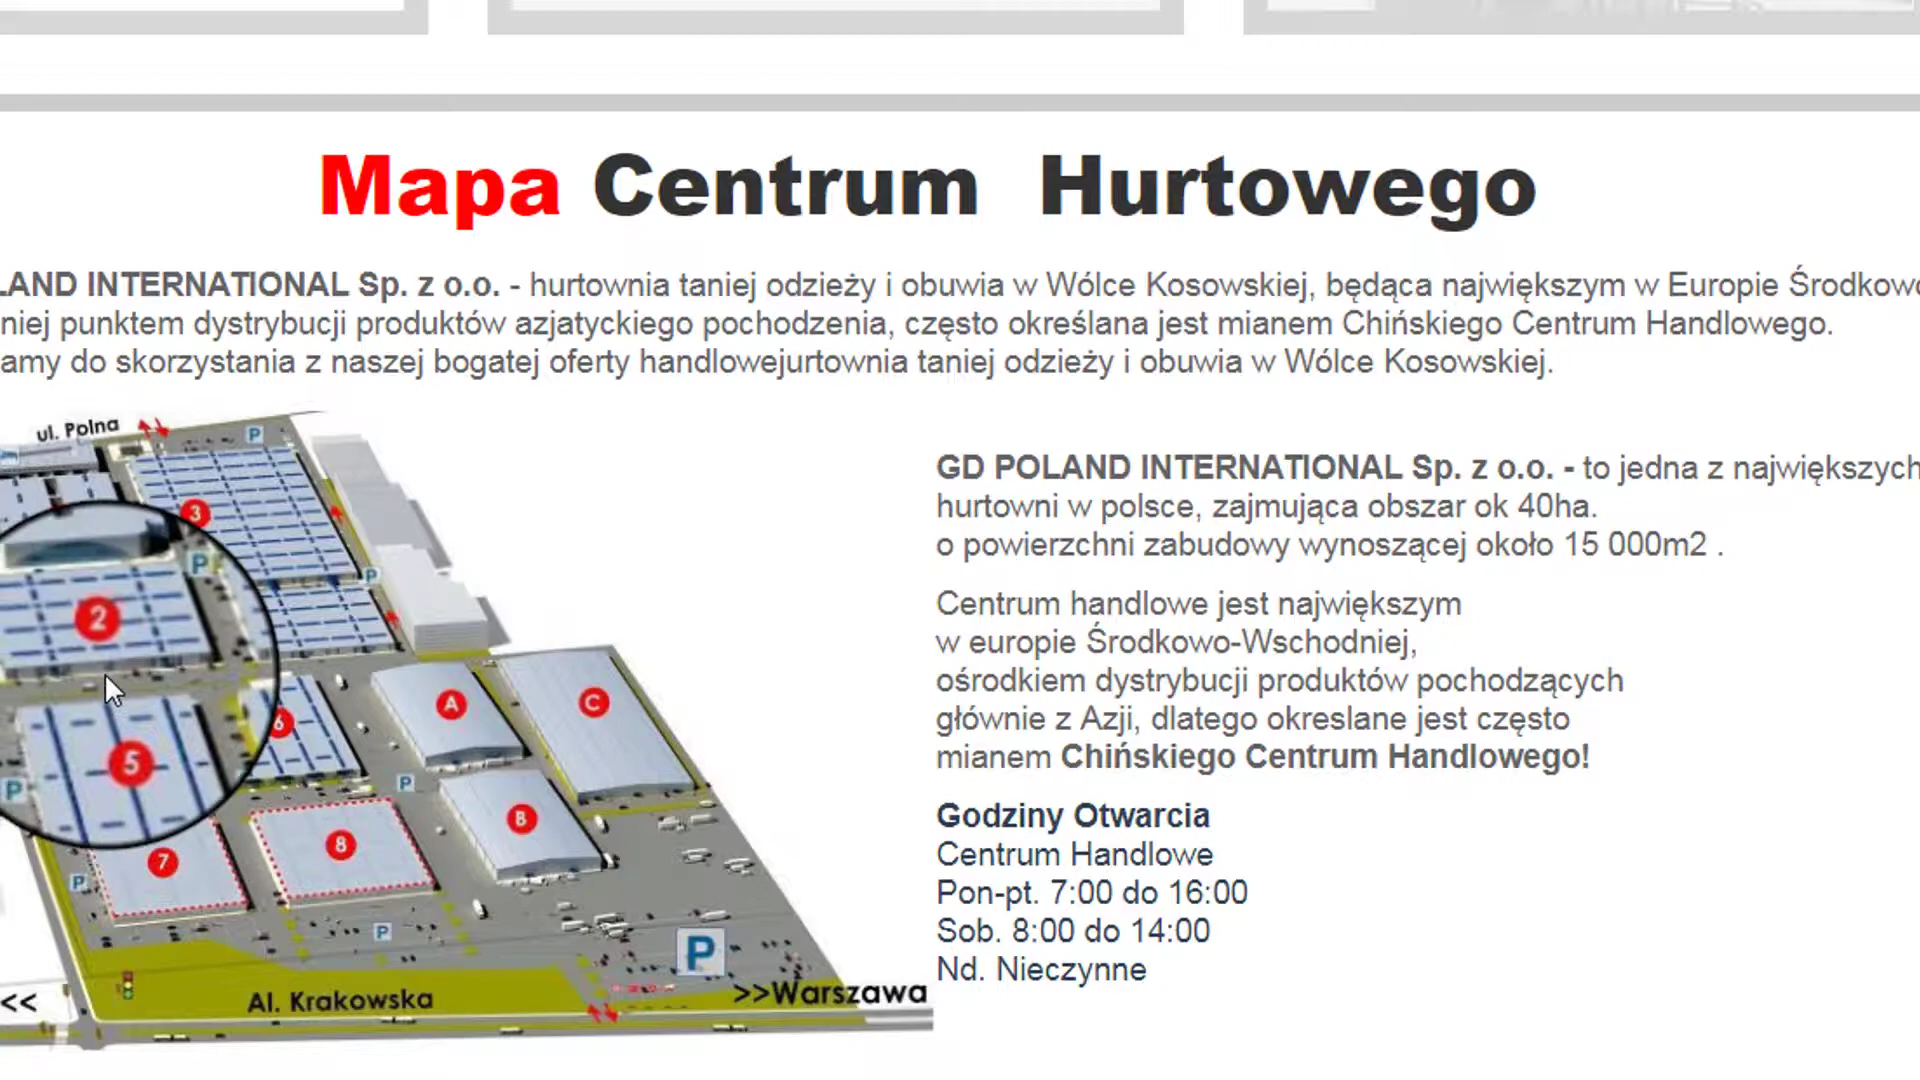 Mapa Centrum Hurtowego
LAND INTERNATIONAL Sp. z o.o. - hurtownia taniej odzieży i obuwia w Wólce Kosowskiej, będąca największym w Europie Środkowo
niej punktem dystrybucji produktów azjatyckiego pochodzenia, często określana jest mianem Chińskiego Centrum Handlowego.
amy do skorzystania z naszej bogatej oferty handlowejurtownia taniej odzieży i obuwia w Wólce Kosowskiej.
ul. Polna
P
3
P
P
2
6
A
C
5
P
P
7
8
B
P
P
P
<<
Al. Krakowska
>>Warszawa
GD POLAND INTERNATIONAL Sp. z o.o. - to jedna z największych
hurtowni w polsce, zajmująca obszar ok 40ha.
o powierzchni zabudowy wynoszącej około 15 000m2 .
Centrum handlowe jest największym
w europie Środkowo-Wschodniej,
ośrodkiem dystrybucji produktów pochodzących
głównie z Azji, dlatego okreslane jest często
mianem Chińskiego Centrum Handlowego!
Godziny Otwarcia
Centrum Handlowe
Pon-pt. 7:00 do 16:00
Sob. 8:00 do 14:00
Nd. Nieczynne